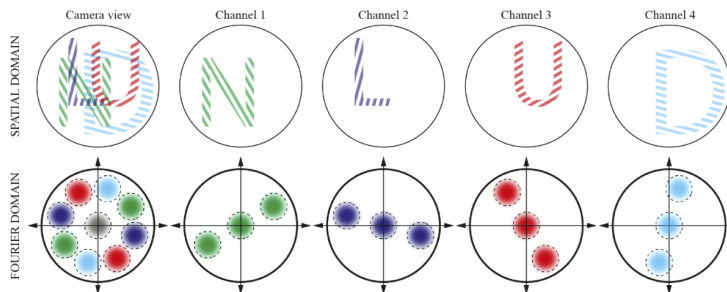 Camera view Channel 1 Channel 2 Channel 3 Channel 4
SPATIAL DOMAIN
N L U D N L U D
FOURIER DOMAIN